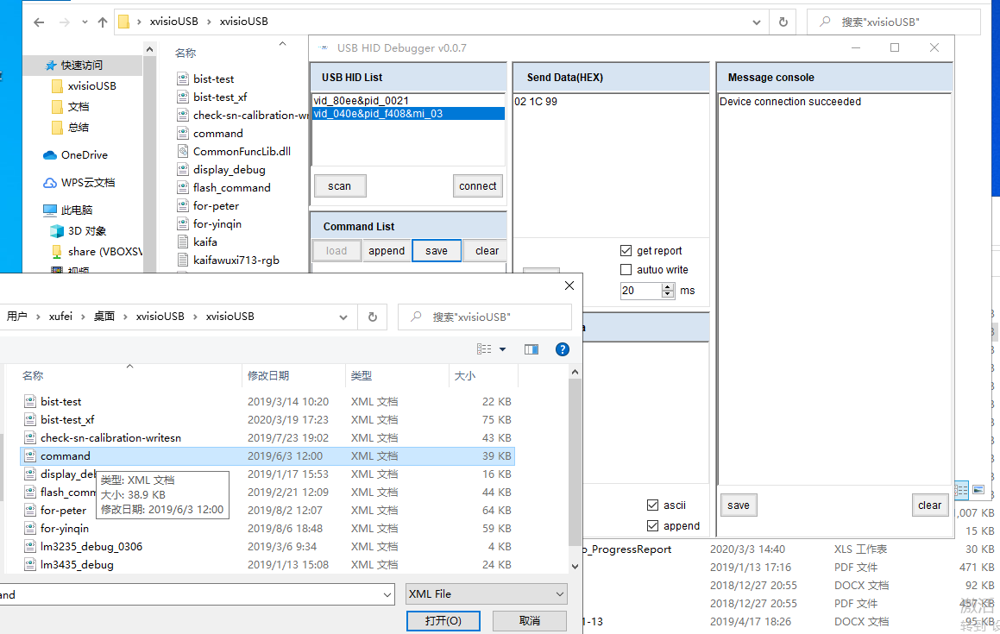 xvisioUSB › xvisioUSB
搜索"xvisioUSB"
快速访问
xvisioUSB
文档
总结
OneDrive
WPS云文档
此电脑
3D 对象
share (VBOXSV
视频
名称
bist-test
bist-test_xf
check-sn-calibration-wr
command
CommonFuncLib.dll
display_debug
flash_command
for-peter
for-yinqin
kaifa
kaifawuxi713-rgb
USB HID Debugger v0.0.7
USB HID List
vid_80ee&pid_0021
vid_040e&pid_f408&mi_03
scan connect
Command List
load append save clear
Send Data(HEX)
02 1C 99
get report
autuo write
20 ms
a
ascii
append
Message console
Device connection succeeded
save clear
用户 › xufei › 桌面 › xvisioUSB › xvisioUSB
搜索"xvisioUSB"
名称 修改日期 类型 大小
bist-test 2019/3/14 10:20 XML 文档 22 KB
bist-test_xf 2020/3/19 17:23 XML 文档 75 KB
check-sn-calibration-writesn 2019/7/23 19:02 XML 文档 43 KB
command 2019/6/3 12:00 XML 文档 39 KB
display_deb 2019/1/17 15:53 XML 文档 16 KB
flash_comm 2019/2/21 12:09 XML 文档 44 KB
for-peter 2019/8/2 12:07 XML 文档 64 KB
for-yinqin 2019/8/6 18:48 XML 文档 59 KB
lm3235_debug_0306 2019/3/6 9:34 XML 文档 4 KB
lm3435_debug 2019/1/13 15:08 XML 文档 24 KB
类型: XML 文档
大小: 38.9 KB
修改日期: 2019/6/3 12:00
and
XML File
打开(O) 取消
,007 KB
15 KB
o_ProgressReport 2020/3/3 14:40 XLS 工作表 30 KB
2019/1/13 17:16 PDF 文件 471 KB
2018/12/27 20:55 DOCX 文档 92 KB
2018/12/27 20:55 PDF 文件 457 KB
1-13 2019/4/17 18:26 DOCX 文档 95 KB
激活
转到"设